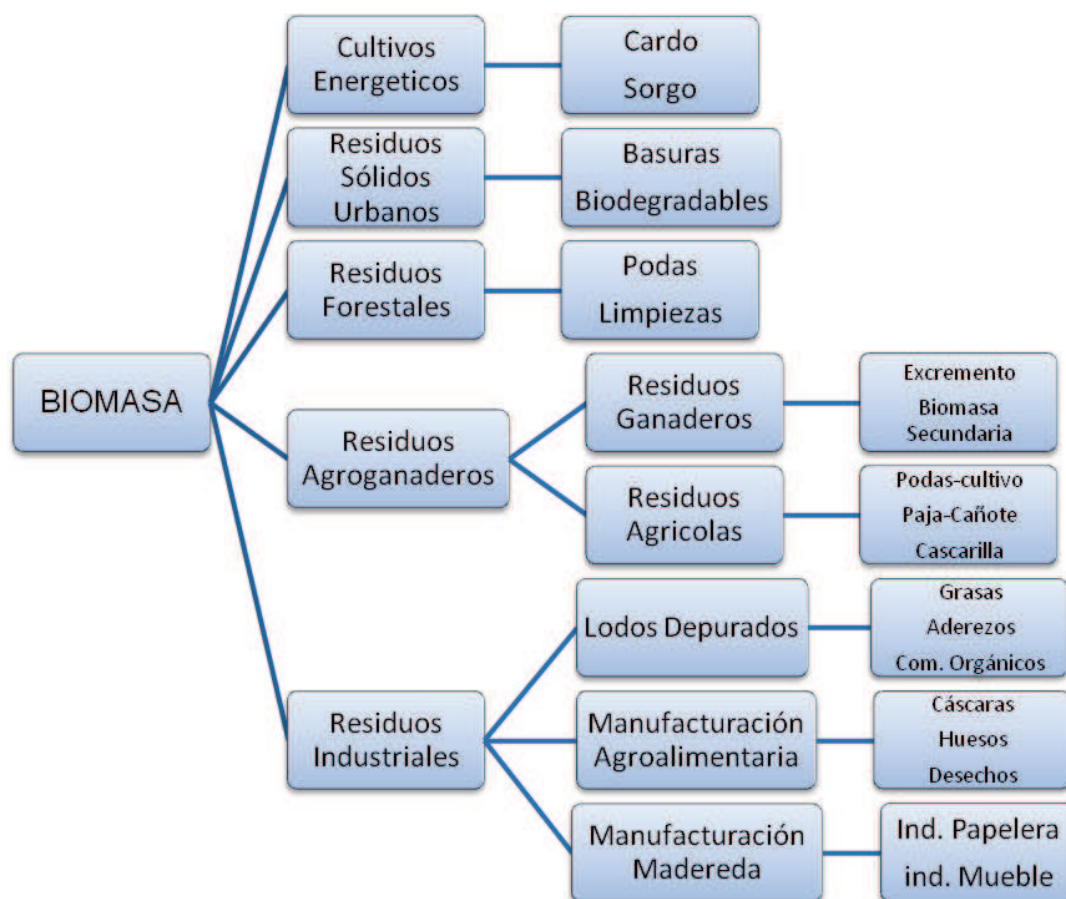 Cultivos
Energeticos
Cardo
Sorgo
Residuos
Sólidos
Urbanos
Basuras
Biodegradables
Residuos
Forestales
Podas
Limpiezas
BIOMASA
Residuos
Agroganaderos
Residuos
Ganaderos
Excremento
Biomasa
Secundaria
Residuos
Agricolas
Podas-cultivo
Paja-Cañote
Cascarilla
Residuos
Industriales
Lodos Depurados
Grasas
Aderezos
Com. Orgánicos
Manufacturación
Agroalimentaria
Cáscaras
Huesos
Desechos
Manufacturación
Madereda
Ind. Papelera
ind. Mueble